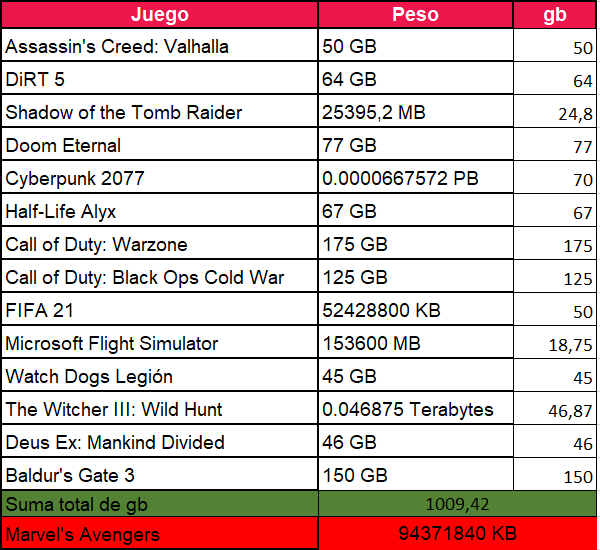 Juego Peso gb
Assassin's Creed: Valhalla 50 GB 50
DiRT 5 64 GB 64
Shadow of the Tomb Raider 25395,2 MB 24,8
Doom Eternal 77 GB 77
Cyberpunk 2077 0.0000667572 PB 70
Half-Life Alyx 67 GB 67
Call of Duty: Warzone 175 GB 175
Call of Duty: Black Ops Cold War 125 GB 125
FIFA 21 52428800 KB 50
Microsoft Flight Simulator 153600 MB 18,75
Watch Dogs Legión 45 GB 45
The Witcher III: Wild Hunt 0.046875 Terabytes 46,87
Deus Ex: Mankind Divided 46 GB 46
Baldur's Gate 3 150 GB 150
Suma total de gb 1009,42
Marvel's Avengers 94371840 KB